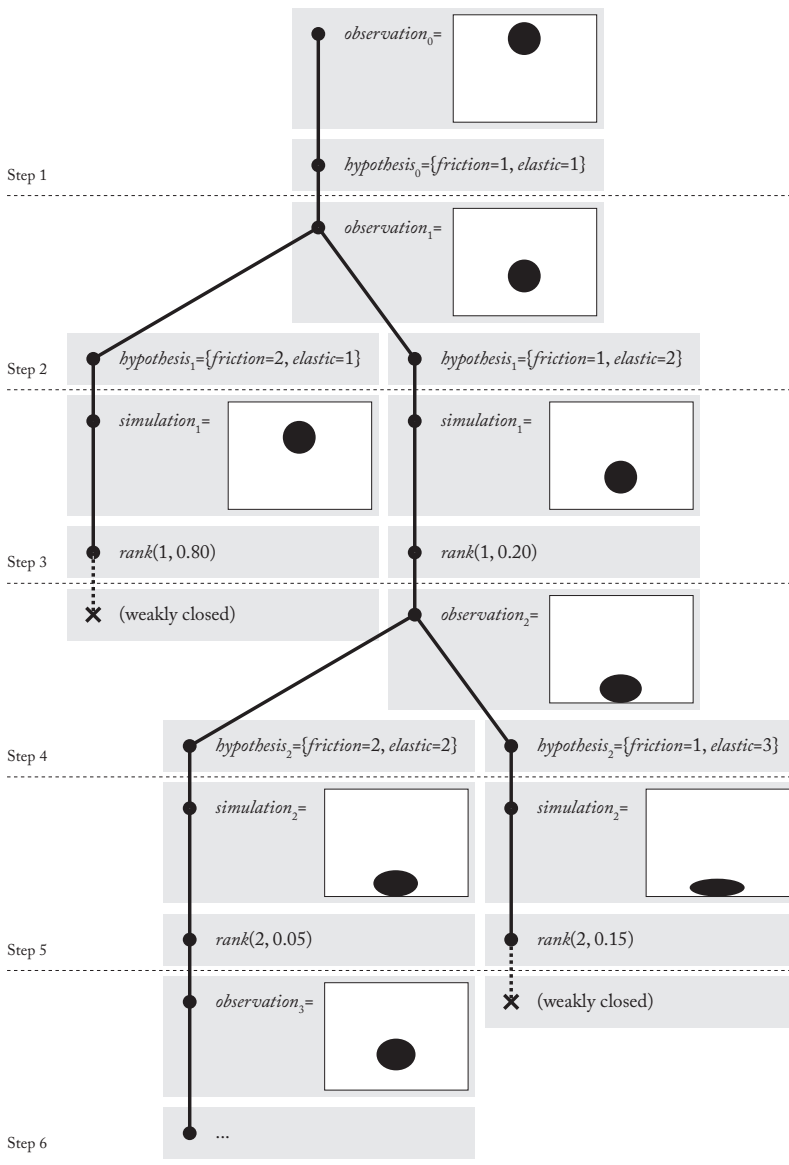 observation₀=
hypothesis₀={friction=1, elastic=1}
Step 1
observation₁=
hypothesis₁={friction=2, elastic=1} hypothesis₁={friction=1, elastic=2}
Step 2
simulation₁= simulation₁=
rank(1, 0.80) rank(1, 0.20)
Step 3
(weakly closed) observation₂=
hypothesis₂={friction=2, elastic=2} hypothesis₂={friction=1, elastic=3}
Step 4
simulation₂= simulation₂=
rank(2, 0.05) rank(2, 0.15)
Step 5
observation₃= (weakly closed)
...
Step 6